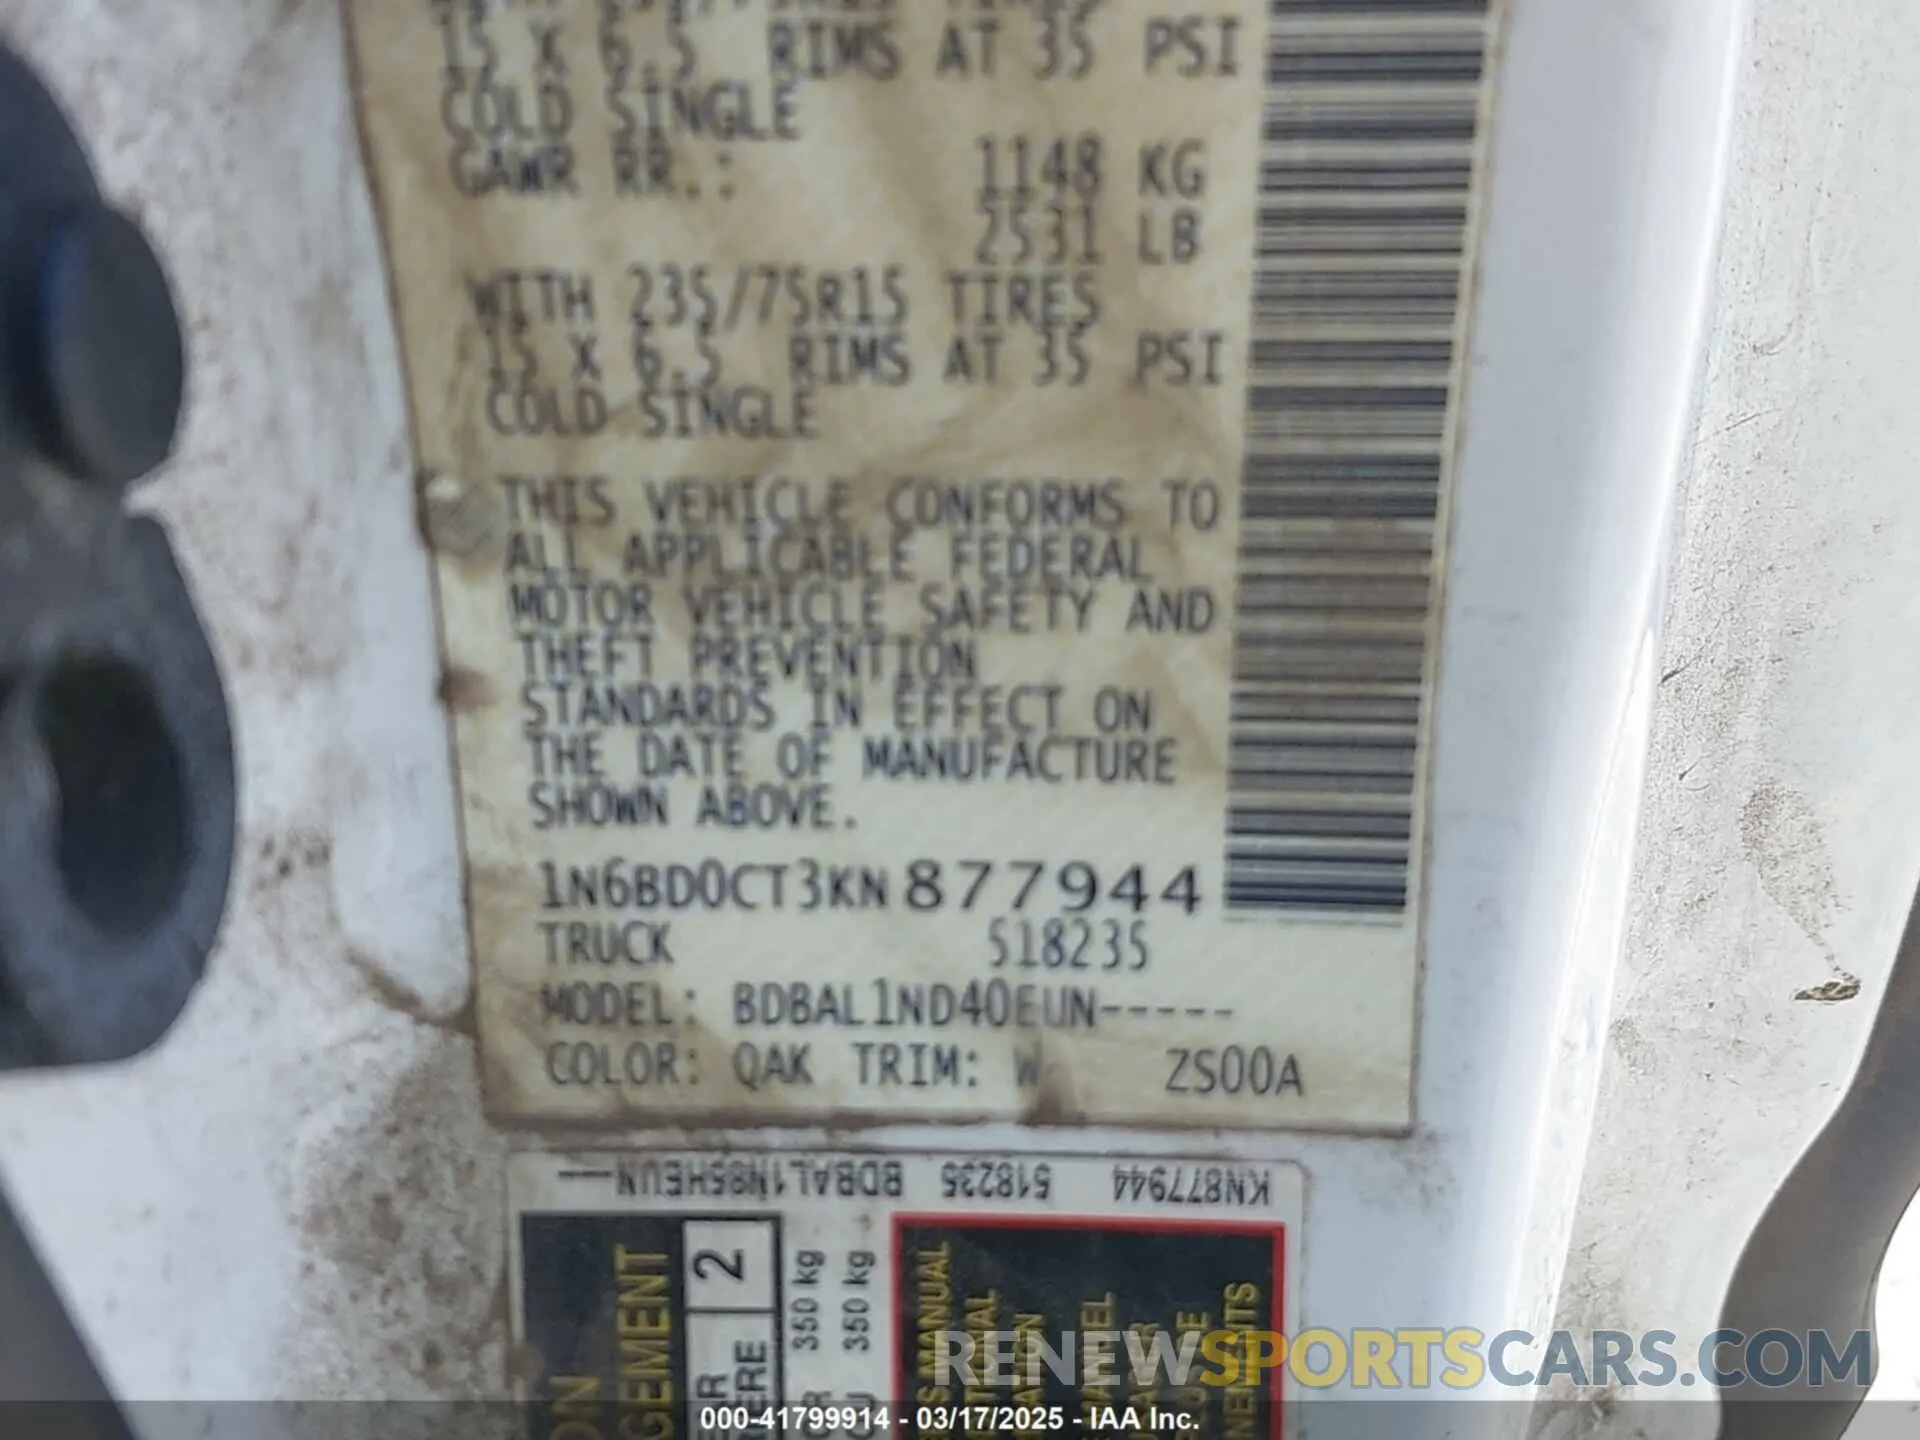 15 X 6.5 RIMS AT 35 PSI
COLD SINGLE
GAWR RR.: 1148 KG
2531 LB
WITH 235/75R15 TIRES
15 X 6.5 RIMS AT 35 PSI
COLD SINGLE
THIS VEHICLE CONFORMS TO
ALL APPLICABLE FEDERAL
MOTOR VEHICLE SAFETY AND
THEFT PREVENTION
STANDARDS IN EFFECT ON
THE DATE OF MANUFACTURE
SHOWN ABOVE.
1N6BD0CT3KN877944
TRUCK 518235
MODEL: BDBAL1ND40EUN-----
COLOR: QAK TRIM: W ZS00A
KN877944 518235 BDBAL1N85HEUN----
GEMENT
2
350 kg
350 kg
RENEWSPORTSCARS.COM
000-41799914 - 03/17/2025 - IAA Inc.